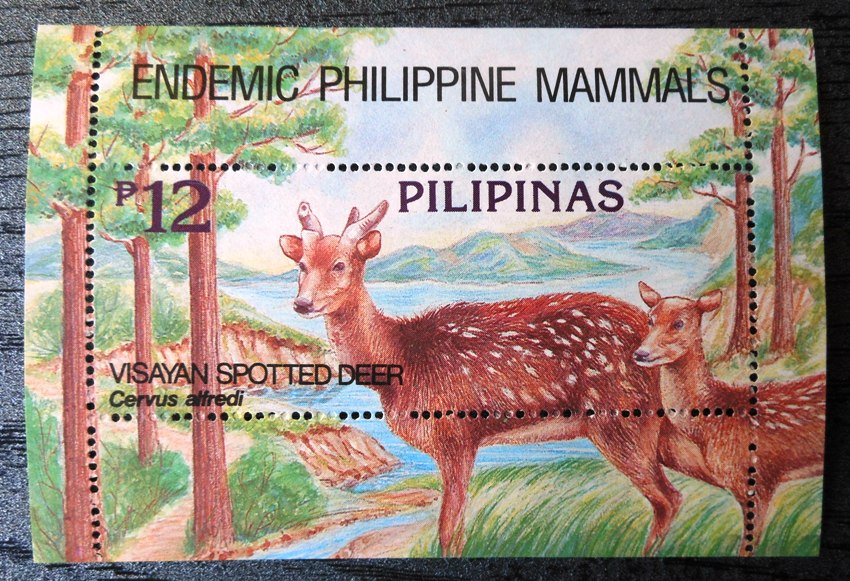 ENDEMIC PHILIPPINE MAMMALS
₱12 PILIPINAS
VISAYAN SPOTTED DEER
Cervus alfredi